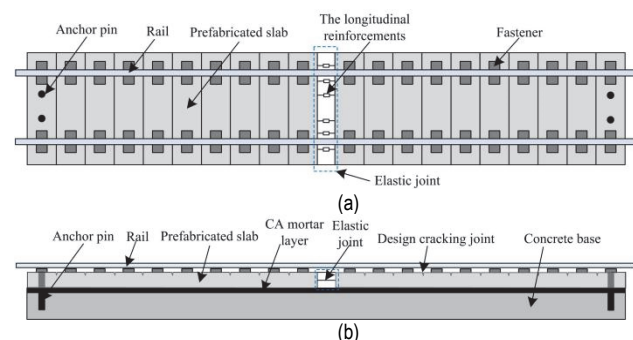 Anchor pin
Rail
Prefabricated slab
The longitudinal
reinforcements
Fastener
Elastic joint
(a)
Anchor pin
Rail
Prefabricated slab
CA mortar
layer
Elastic
joint
Design cracking joint
Concrete base
(b)